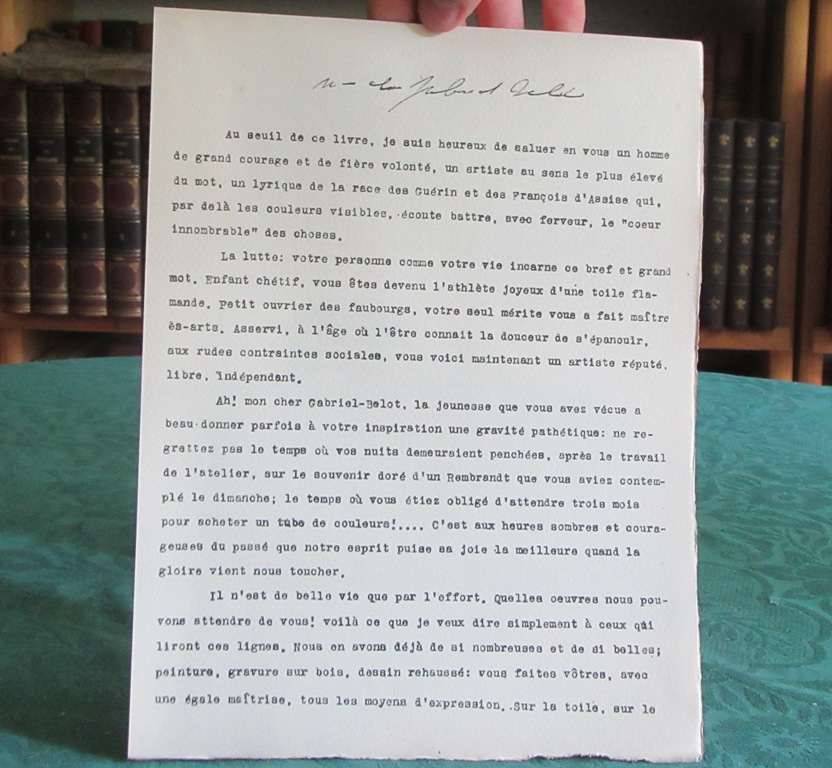 Au seuil de ce livre, je suis heureux de saluer en vous un homme
de grand courage et de fière volonté, un artiste au sens le plus élevé
du mot, un lyrique de la race des Guérin et des François d'Assise qui,
par delà les couleurs visibles, écoute battre, avec ferveur, le "coeur
innombrable" des choses.
La lutte: votre personne comme votre vie incarne ce bref et grand
mot. Enfant chétif, vous êtes devenu l'athlète joyeux d'une toile fla-
mande. Petit ouvrier des faubourgs, votre seul mérite vous a fait maître
ès-arts. Asservi, à l'âge où l'être connait la douceur de s'épanouir,
aux rudes contraintes sociales, vous voici maintenant un artiste réputé.
libre, indépendant.
Ah! mon cher Gabriel-Belot, la jeunesse que vous avez vécue a
beau donner parfois à votre inspiration une gravité pathétique: ne re-
grettez pas le temps où vos nuits demeuraient penchées, après le travail
de l'atelier, sur le souvenir doré d'un Rembrandt que vous aviez contem-
plé le dimanche; le temps où vous étiez obligé d'attendre trois mois
pour acheter un tube de couleurs!.... C'est aux heures sombres et coura-
geuses du passé que notre esprit puise sa joie la meilleure quand la
gloire vient nous toucher.
Il n'est de belle vie que par l'effort. Quelles oeuvres nous pou-
vons attendre de vous! voilà ce que je veux dire simplement à ceux qui
liront ces lignes. Nous en avons déjà de si nombreuses et de si belles;
peinture, gravure sur bois, dessin rehaussé: vous faites vôtres, avec
une égale maîtrise, tous les moyens d'expression. Sur la toile, sur le